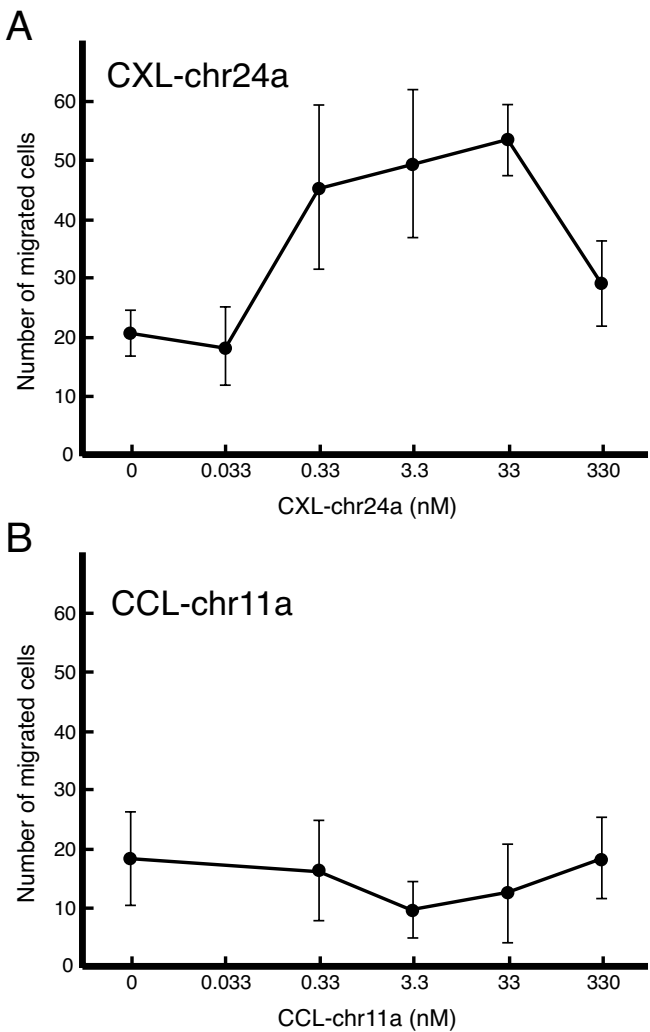 A
CXL-chr24a
Number of migrated cells
60
50
40
30
20
10
0
0 0.033 0.33 3.3 33 330
CXL-chr24a (nM)
B
CCL-chr11a
Number of migrated cells
60
50
40
30
20
10
0
0 0.033 0.33 3.3 33 330
CCL-chr11a (nM)